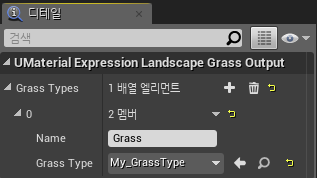 디테일
검색
UMaterial Expression Landscape Grass Output
Grass Types 1 배열 엘리먼트
0 2 멤버
Name Grass
Grass Type My_GrassType